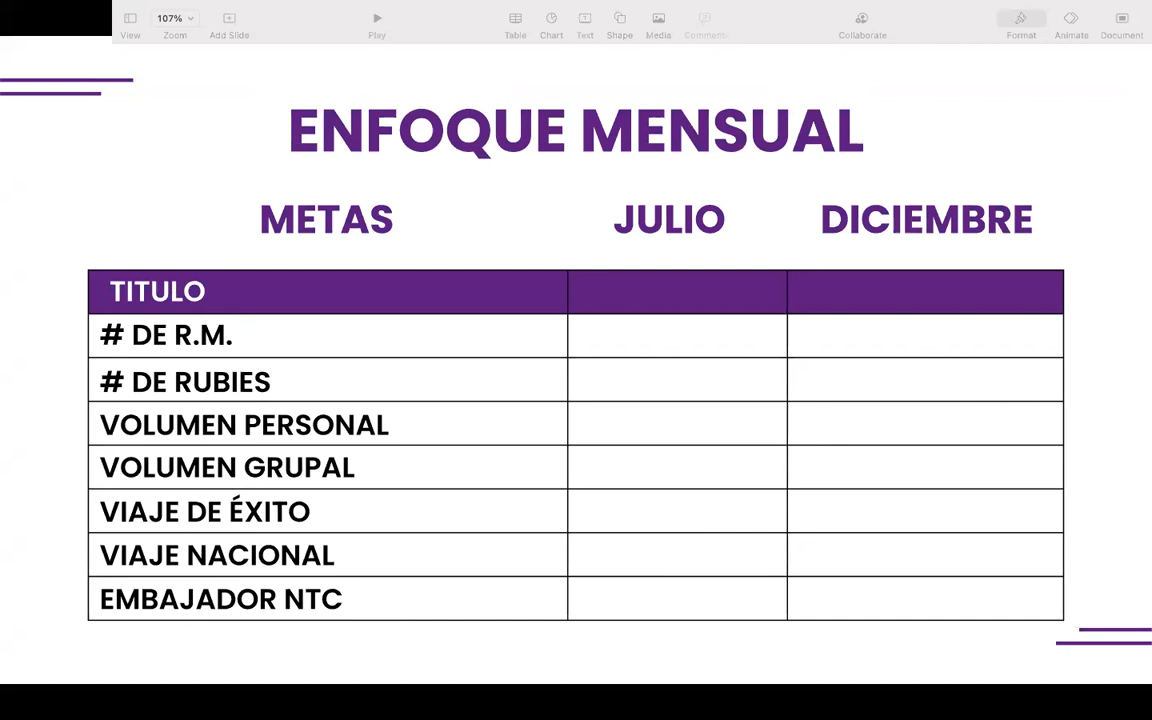 107%
View
Zoom
Add Slide
Play
Table
Chart
Text
Shape
Media
Comment
Collaborate
Format
Animate
Document
ENFOQUE MENSUAL
METAS JULIO DICIEMBRE
TITULO
# DE R.M.
# DE RUBIES
VOLUMEN PERSONAL
VOLUMEN GRUPAL
VIAJE DE ÉXITO
VIAJE NACIONAL
EMBAJADOR NTC